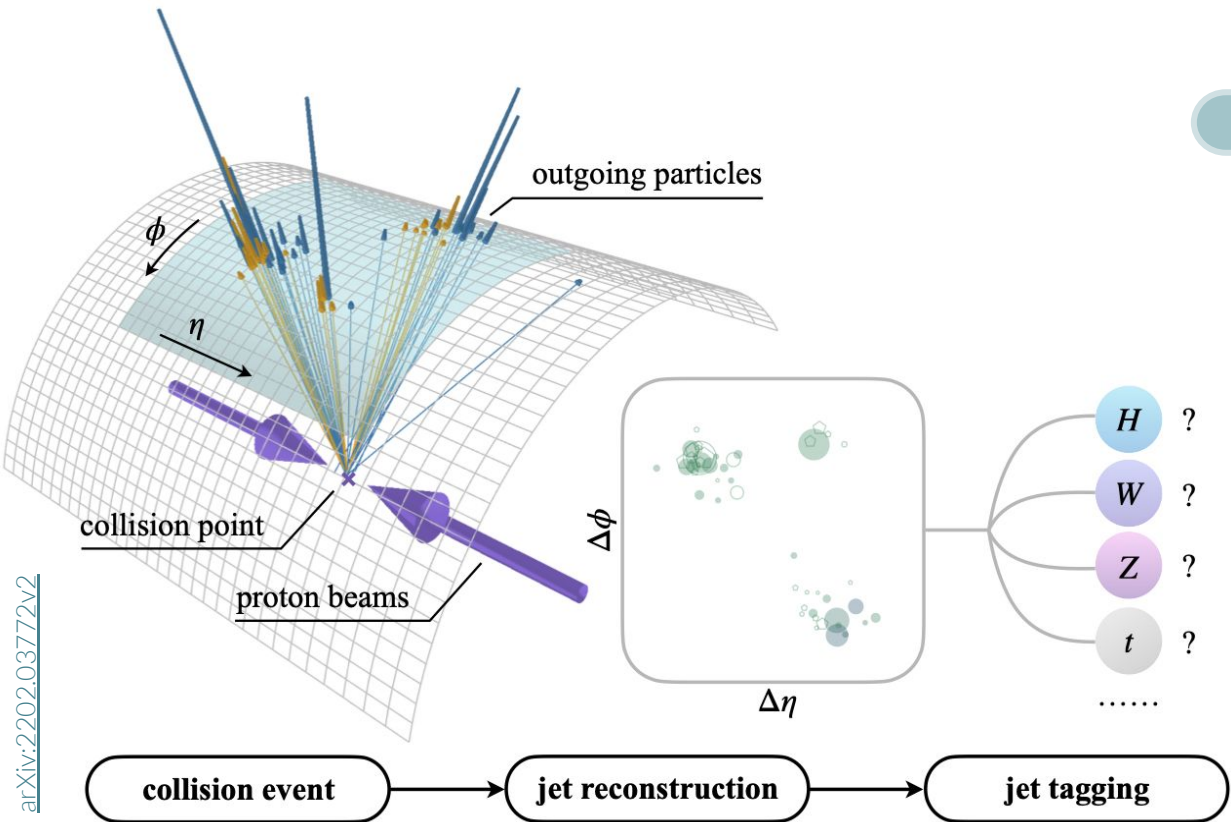 outgoing particles
ϕ
η
collision point
proton beams
Δϕ
Δη
H ?
W ?
Z ?
t ?
……
arXiv:2202.03772v2
collision event
jet reconstruction
jet tagging